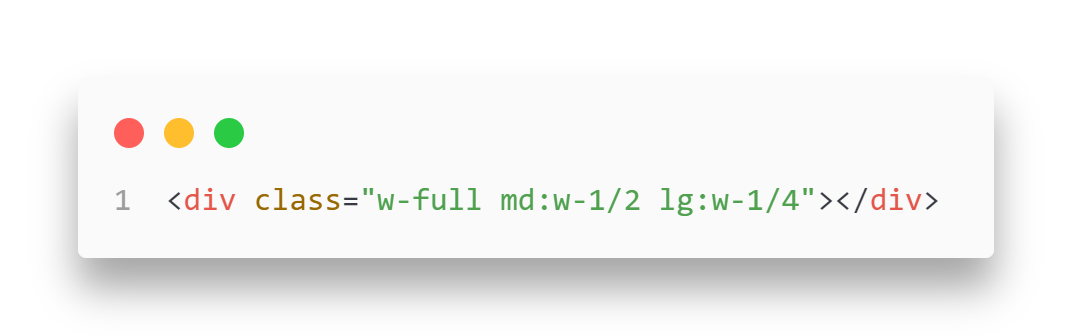 1 <div class="w-full md:w-1/2 lg:w-1/4"></div>